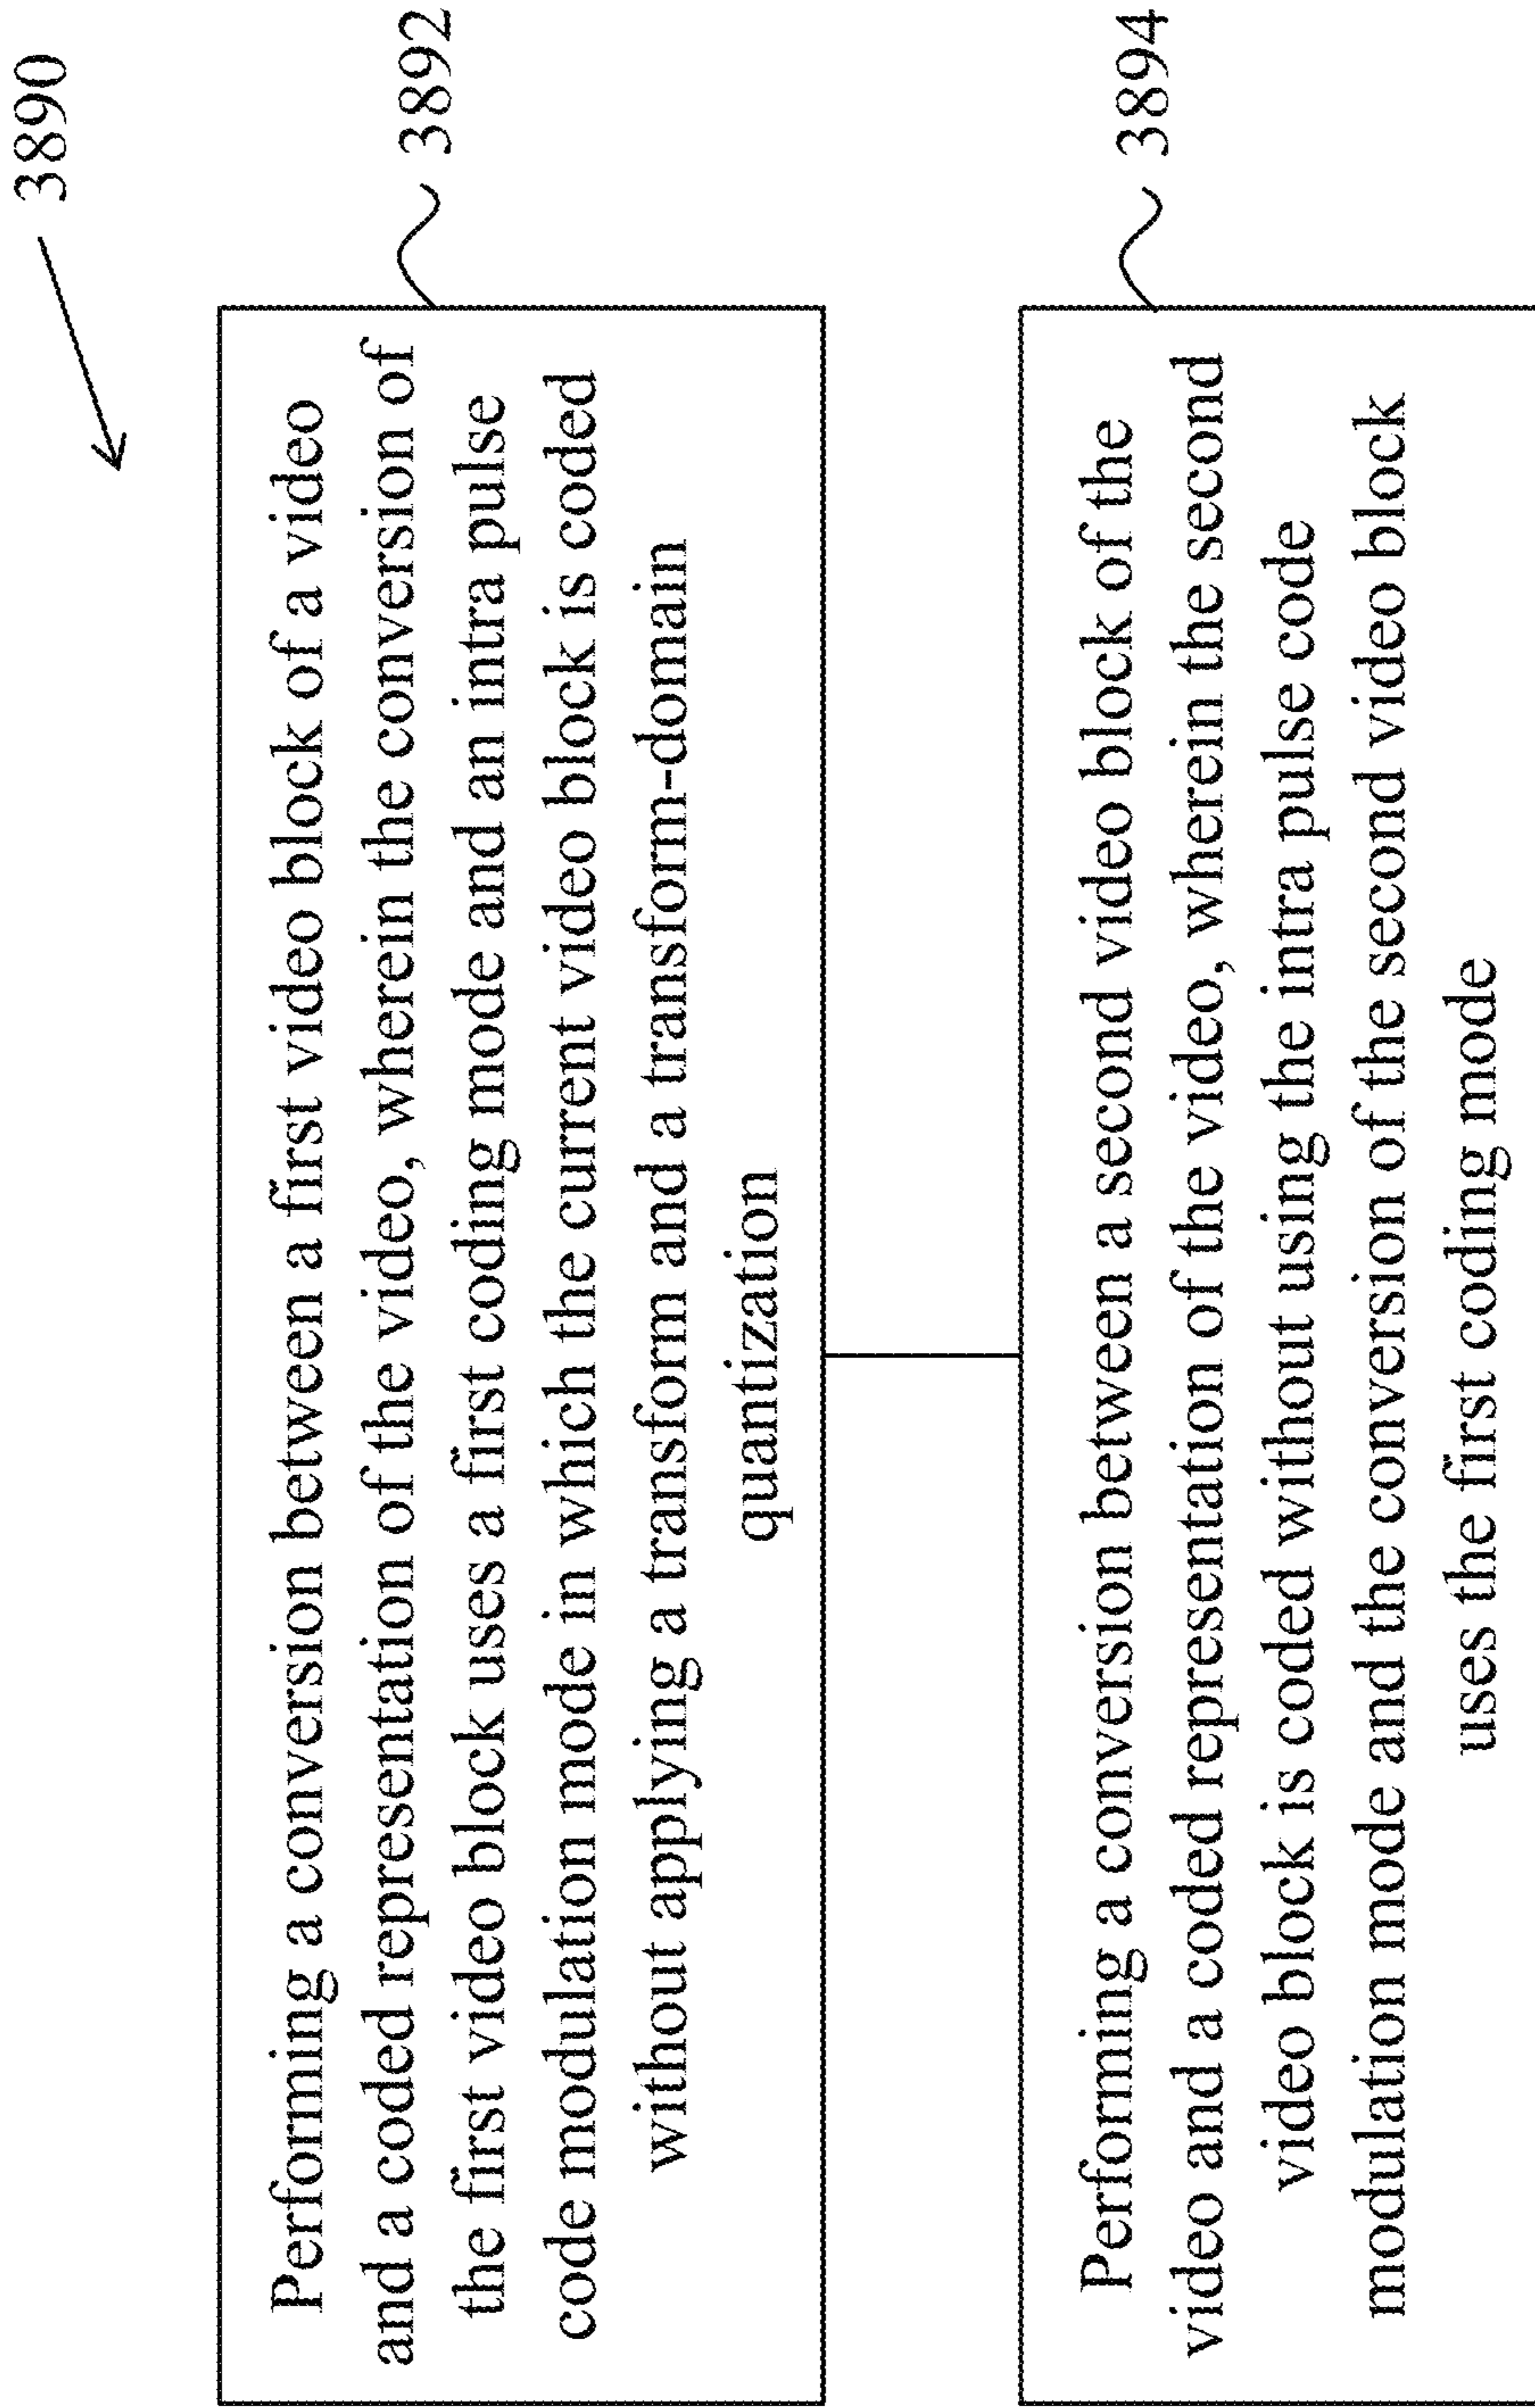 3890
Performing a conversion between a first video block of a video
and a coded representation of the video, wherein the conversion of
the first video block uses a first coding mode and an intra pulse
code modulation mode in which the current video block is coded
without applying a transform and a transform-domain
quantization
3892
Performing a conversion between a second video block of the
video and a coded representation of the video, wherein the second
video block is coded without using the intra pulse code
modulation mode and the conversion of the second video block
uses the first coding mode
3894